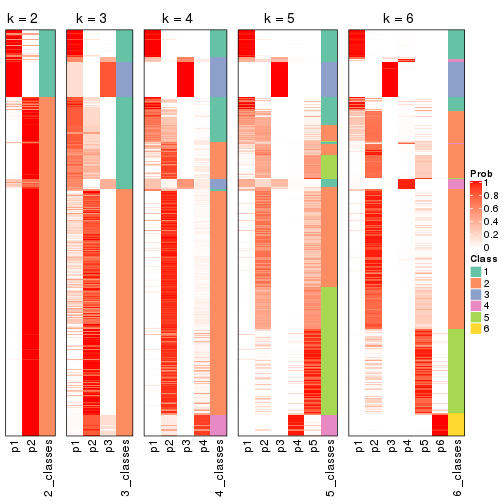 k = 2
k = 3
k = 4
k = 5
k = 6
Prob
1
0.8
0.6
0.4
0.2
0
Class
1
2
3
4
5
6
p1
p2
2_classes
p1
p2
p3
3_classes
p1
p2
p3
p4
4_classes
p1
p2
p3
p4
p5
5_classes
p1
p2
p3
p4
p5
p6
6_classes